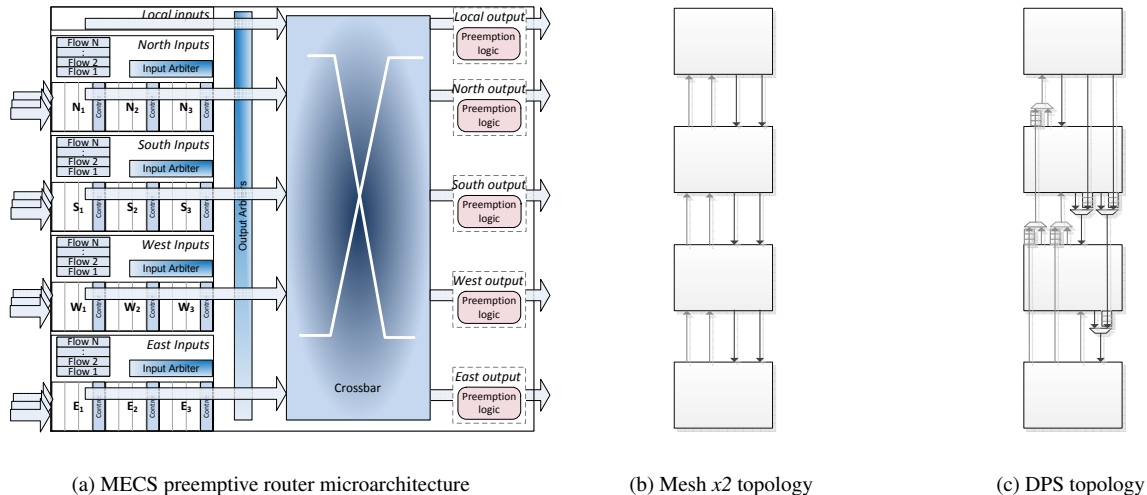 Local inputs
Flow N
:
Flow 2
Flow 1
North Inputs
Input Arbiter
N1
N2
N3
Flow N
:
Flow 2
Flow 1
South Inputs
Input Arbiter
S1
S2
S3
Flow N
:
Flow 2
Flow 1
West Inputs
Input Arbiter
W1
W2
W3
Flow N
:
Flow 2
Flow 1
East Inputs
Input Arbiter
E1
E2
E3
Output Arbiters
Crossbar
Local output
Preemption
logic
North output
Preemption
logic
South output
Preemption
logic
West output
Preemption
logic
East output
Preemption
logic
(a) MECS preemptive router microarchitecture
(b) Mesh x2 topology
(c) DPS topology